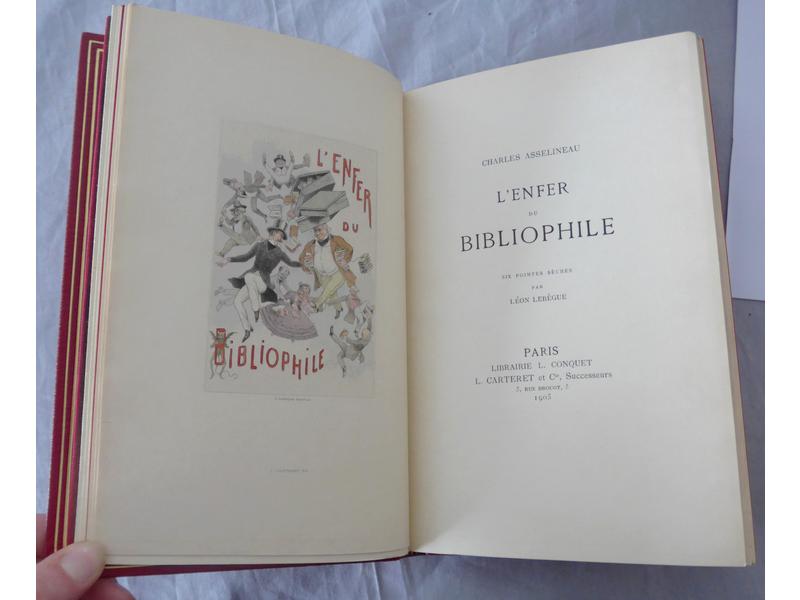 L'ENFER
DU
BIBLIOPHILE
CHARLES ASSELINEAU
L'ENFER
DU
BIBLIOPHILE
SIX POINTES SÈCHES
PAR
LÉON LEBÈGUE
PARIS
LIBRAIRIE L. CONQUET
L. CARTERET et Cie, Successeurs
5, RUE DROUOT, 5
1905